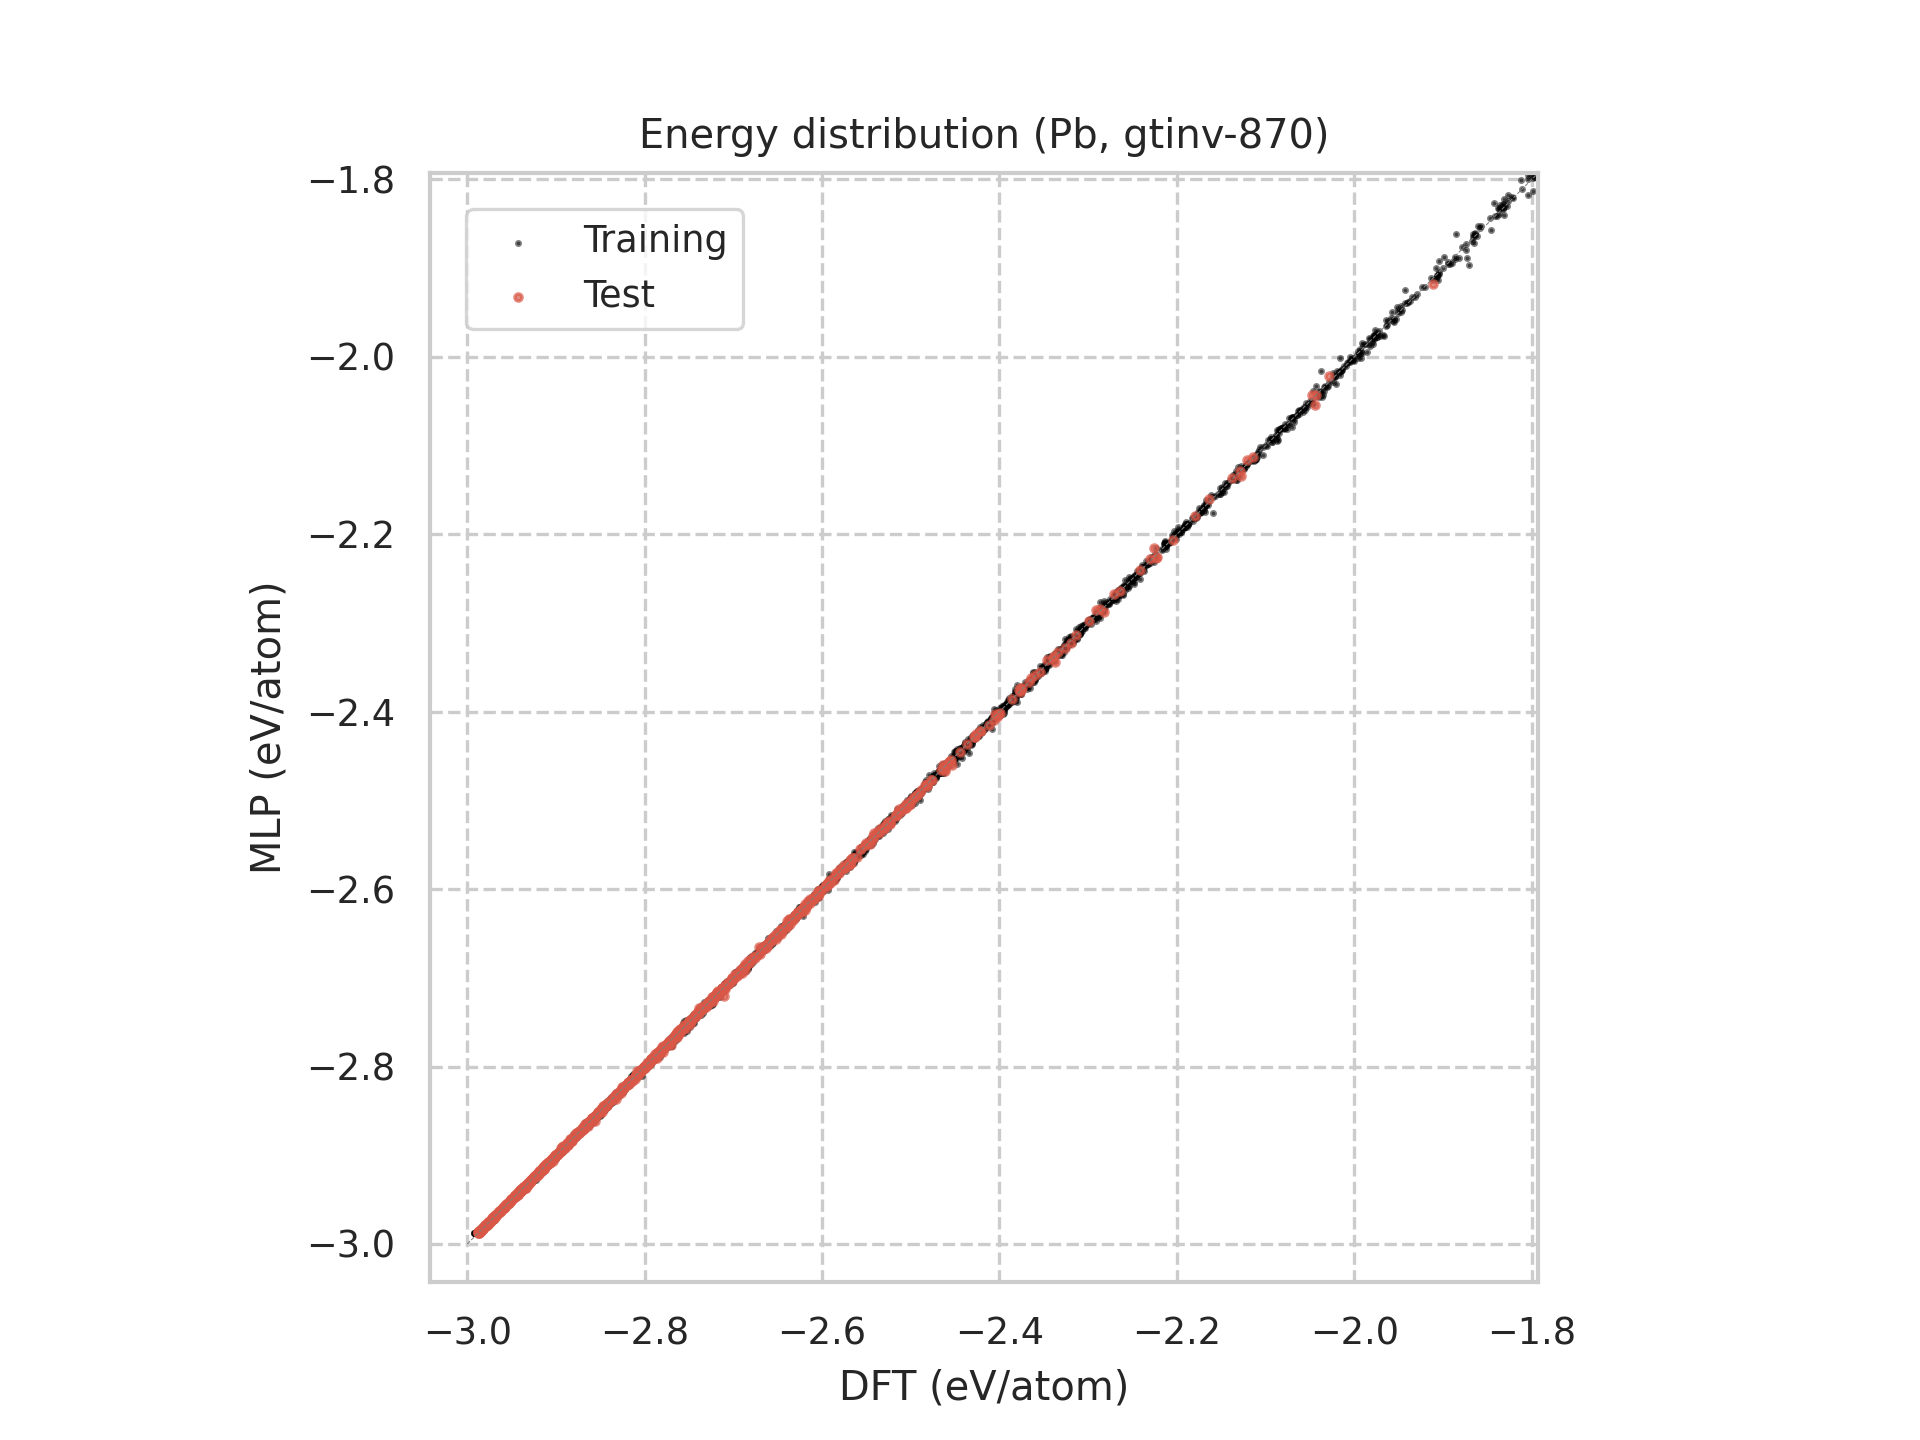 Energy distribution (Pb, gtinv-870)
Training
Test
−1.8
−2.0
−2.2
−2.4
−2.6
−2.8
−3.0
MLP (eV/atom)
−3.0 −2.8 −2.6 −2.4 −2.2 −2.0 −1.8
DFT (eV/atom)